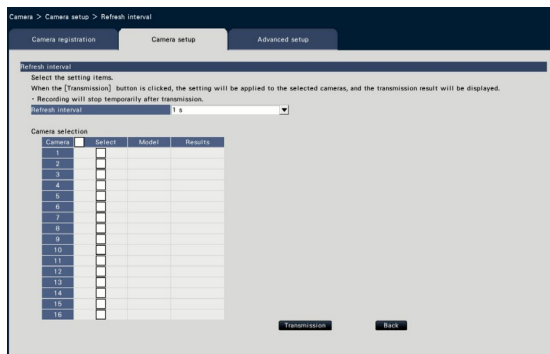 Camera > Camera setup > Refresh interval
Camera registration
Camera setup
Advanced setup
Refresh interval
Select the setting items.
When the [Transmission] button is clicked, the setting will be applied to the selected cameras, and the transmission result will be displayed.
・Recording will stop temporarily after transmission.
Refresh interval 1 s
Camera selection
Camera Select Model Results
1
2
3
4
5
6
7
8
9
10
11
12
13
14
15
16
Transmission Back